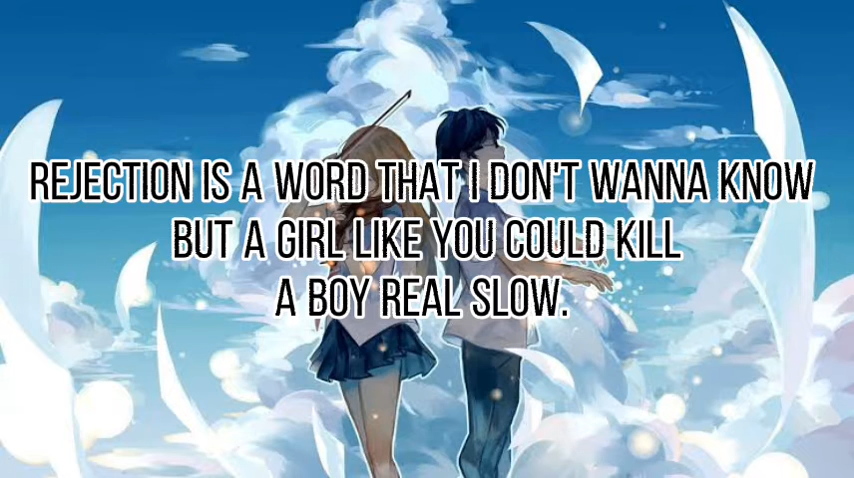 REJECTION IS A WORD THAT I DON'T WANNA KNOW
BUT A GIRL LIKE YOU COULD KILL
A BOY REAL SLOW.